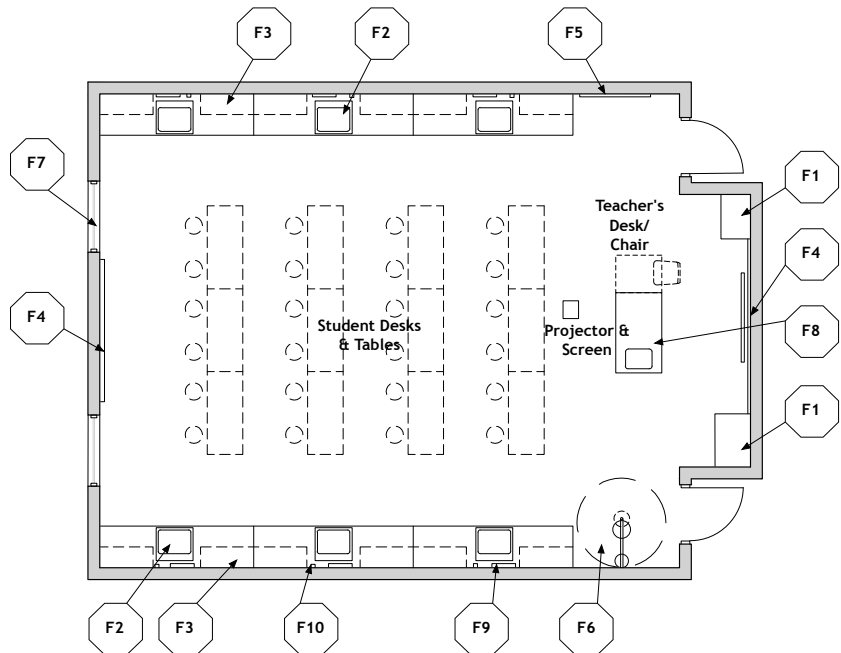 F3
F2
F5
F7
F1
Teacher's
Desk/
Chair
F4
F4
Student Desks
& Tables
Projector &
Screen
F8
F1
F2
F3
F10
F9
F6